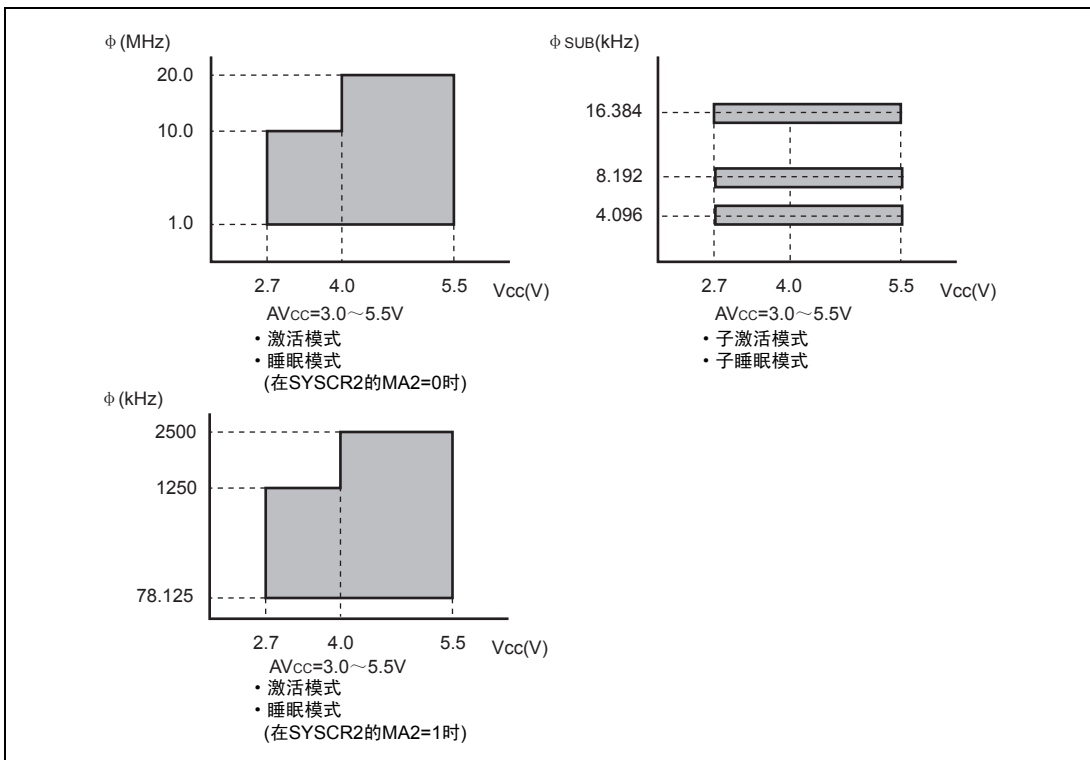 φ (MHz)
20.0
10.0
1.0
2.7 4.0 5.5 Vcc(V)
AVcc=3.0～5.5V
・激活模式
・睡眠模式
(在SYSCR2的MA2=0时)
φ SUB(kHz)
16.384
8.192
4.096
2.7 4.0 5.5 Vcc(V)
AVcc=3.0～5.5V
・子激活模式
・子睡眠模式
φ (kHz)
2500
1250
78.125
2.7 4.0 5.5 Vcc(V)
AVcc=3.0～5.5V
・激活模式
・睡眠模式
(在SYSCR2的MA2=1时)